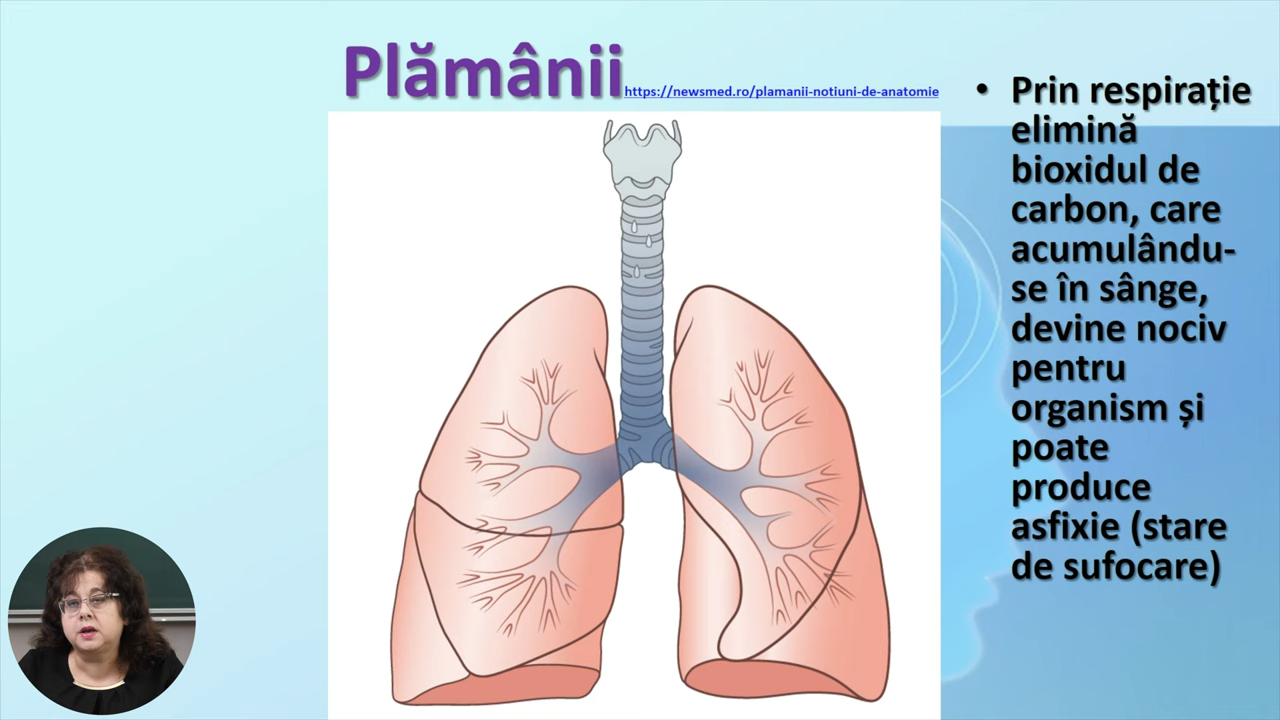 Plămânii
https://newsmed.ro/plamanii-notiuni-de-anatomie
• Prin respirație
elimină
bioxidul de
carbon, care
acumulându-
se în sânge,
devine nociv
pentru
organism și
poate
produce
asfixie (stare
de sufocare)